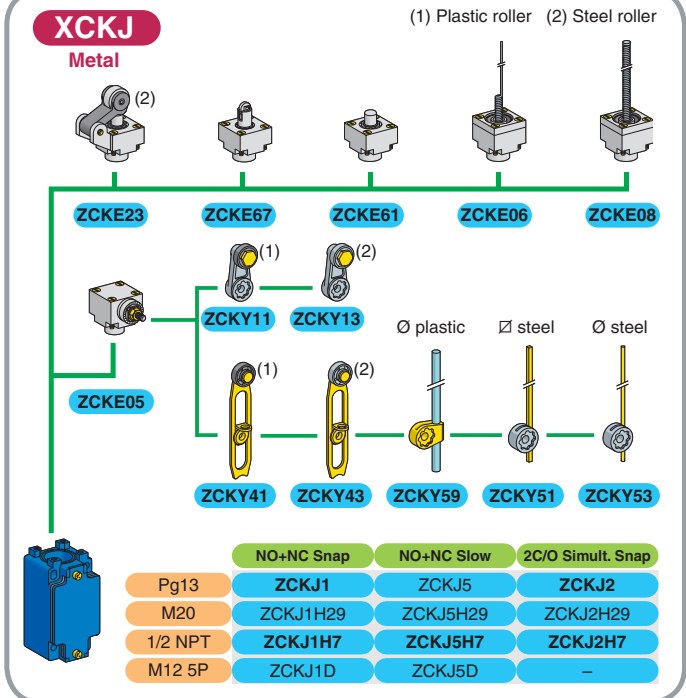 XCKJ
Metal
(1) Plastic roller (2) Steel roller
(2)
ZCKE23 ZCKE67 ZCKE61 ZCKE06 ZCKE08
(1) (2)
ZCKY11 ZCKY13
Ø plastic ⌀ steel Ø steel
(1) (2)
ZCKE05
ZCKY41 ZCKY43 ZCKY59 ZCKY51 ZCKY53
NO+NC Snap NO+NC Slow 2C/O Simult. Snap
Pg13 ZCKJ1 ZCKJ5 ZCKJ2
M20 ZCKJ1H29 ZCKJ5H29 ZCKJ2H29
1/2 NPT ZCKJ1H7 ZCKJ5H7 ZCKJ2H7
M12 5P ZCKJ1D ZCKJ5D –